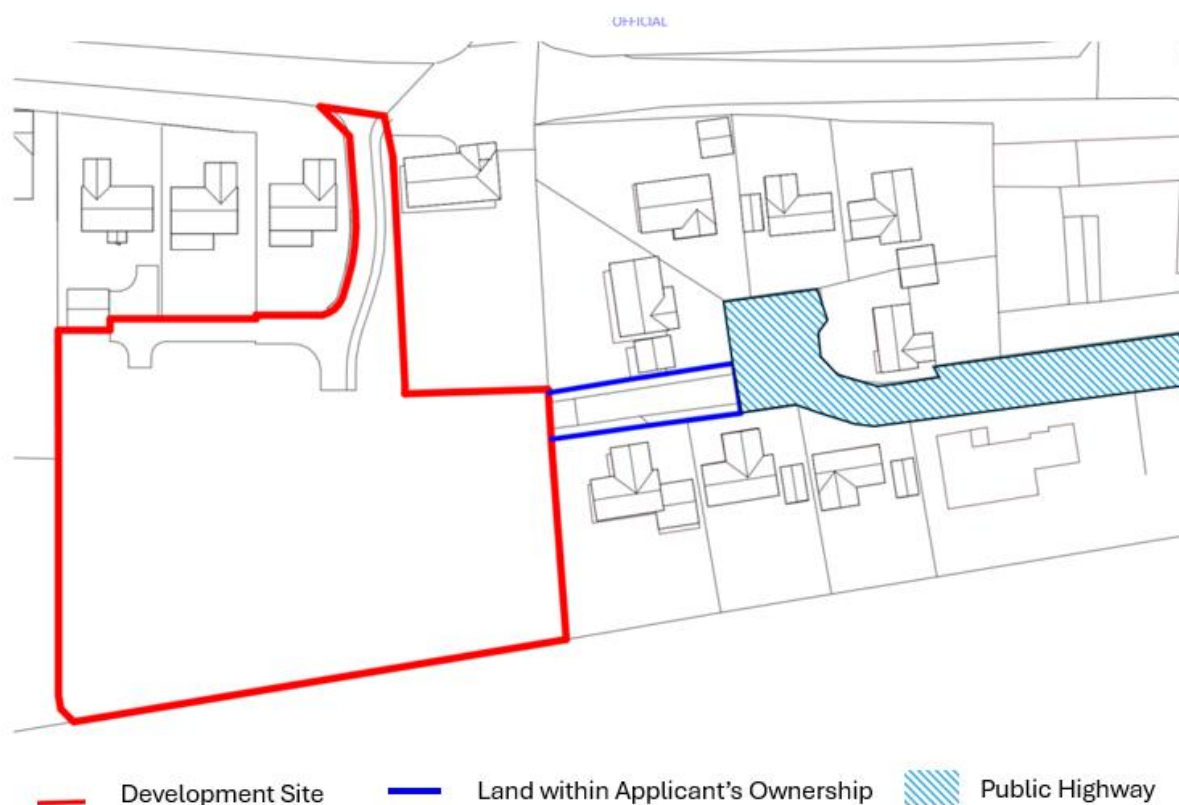 OFFICIAL
Development Site
Land within Applicant's Ownership
Public Highway